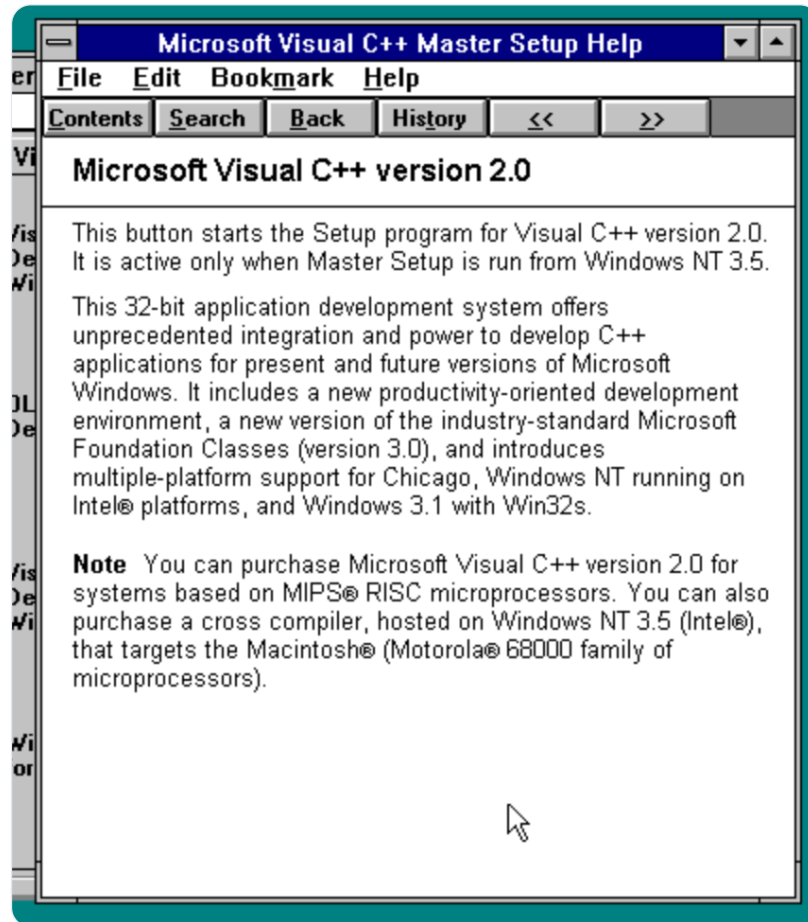 Microsoft Visual C++ Master Setup Help
File Edit Bookmark Help
Contents Search Back History << >>
Microsoft Visual C++ version 2.0
This button starts the Setup program for Visual C++ version 2.0.
It is active only when Master Setup is run from Windows NT 3.5.
This 32-bit application development system offers
unprecedented integration and power to develop C++
applications for present and future versions of Microsoft
Windows. It includes a new productivity-oriented development
environment, a new version of the industry-standard Microsoft
Foundation Classes (version 3.0), and introduces
multiple-platform support for Chicago, Windows NT running on
Intel® platforms, and Windows 3.1 with Win32s.
Note You can purchase Microsoft Visual C++ version 2.0 for
systems based on MIPS® RISC microprocessors. You can also
purchase a cross compiler, hosted on Windows NT 3.5 (Intel®),
that targets the Macintosh® (Motorola® 68000 family of
microprocessors).